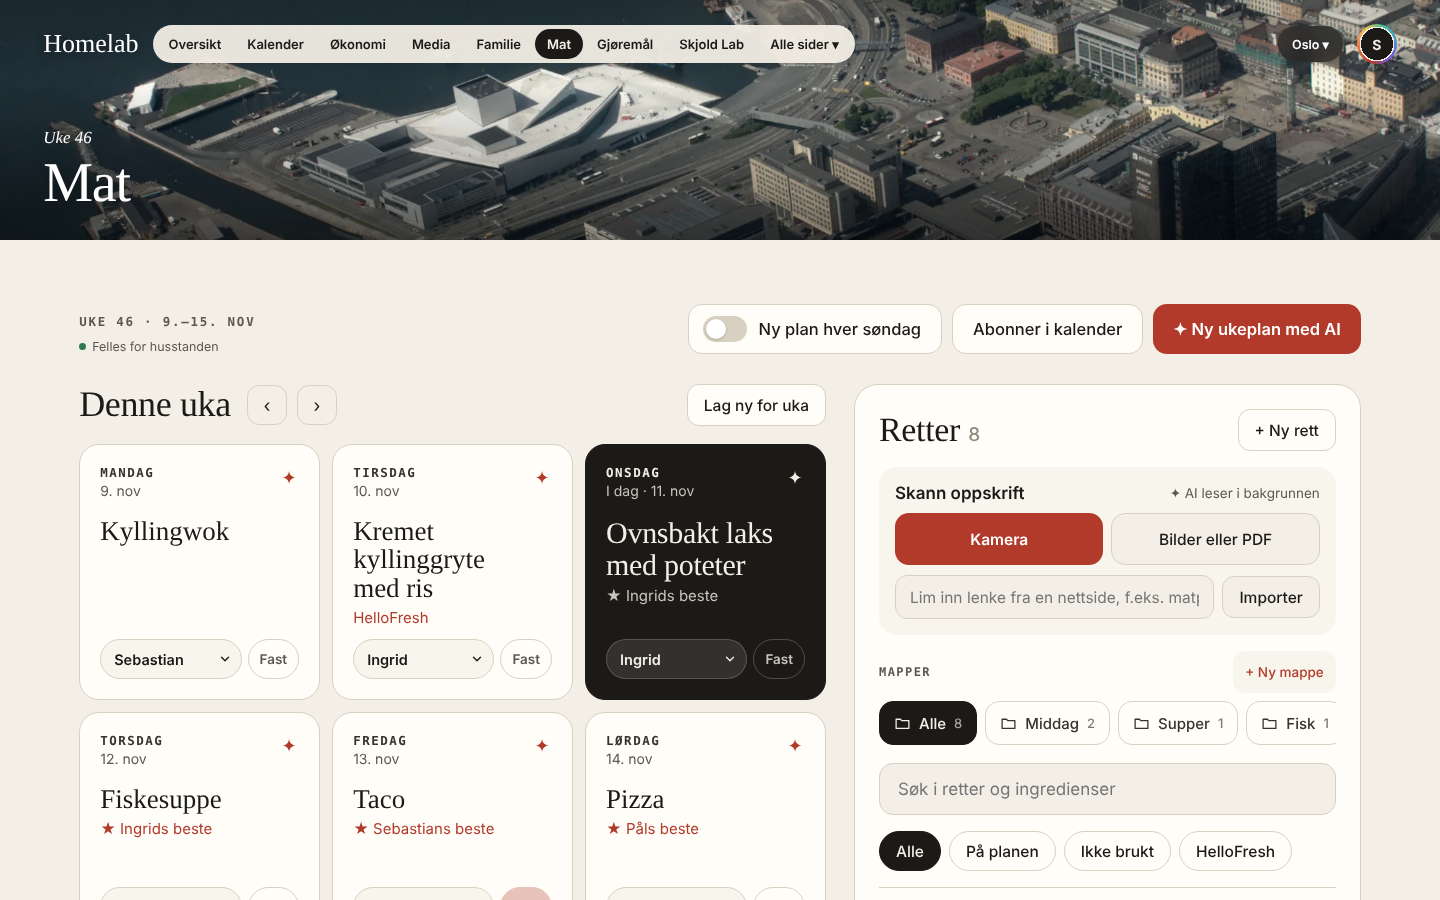 Homelab
Oversikt
Kalender
Økonomi
Media
Familie
Mat
Gjøremål
Skjold Lab
Alle sider ▾
Oslo ▾
S
Uke 46
Mat
UKE 46 · 9.–15. NOV
Felles for husstanden
Ny plan hver søndag
Abonner i kalender
✦ Ny ukeplan med AI
Denne uka
‹
›
Lag ny for uka
MANDAG
9. nov
✦
Kyllingwok
Sebastian
Fast
TIRSDAG
10. nov
✦
Kremet
kyllinggryte
med ris
HelloFresh
Ingrid
Fast
ONSDAG
I dag · 11. nov
✦
Ovnsbakt laks
med poteter
★ Ingrids beste
Ingrid
Fast
TORSDAG
12. nov
✦
Fiskesuppe
★ Ingrids beste
FREDAG
13. nov
✦
Taco
★ Sebastians beste
LØRDAG
14. nov
✦
Pizza
★ Påls beste
Retter 8
+ Ny rett
Skann oppskrift
✦ AI leser i bakgrunnen
Kamera
Bilder eller PDF
Lim inn lenke fra en nettside, f.eks. mat
Importer
MAPPER
+ Ny mappe
Alle 8
Middag 2
Supper 1
Fisk 1
Søk i retter og ingredienser
Alle
På planen
Ikke brukt
HelloFresh